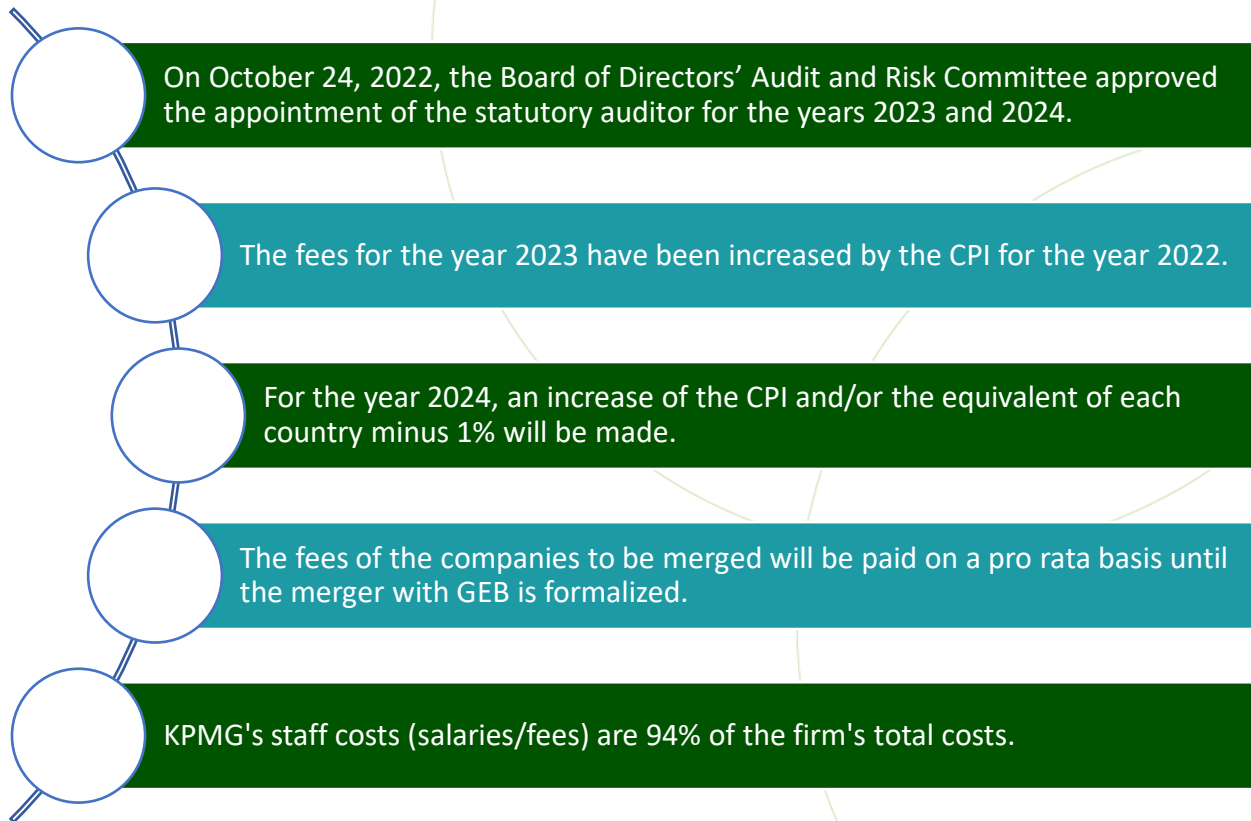 On October 24, 2022, the Board of Directors’ Audit and Risk Committee approved
the appointment of the statutory auditor for the years 2023 and 2024.
The fees for the year 2023 have been increased by the CPI for the year 2022.
For the year 2024, an increase of the CPI and/or the equivalent of each
country minus 1% will be made.
The fees of the companies to be merged will be paid on a pro rata basis until
the merger with GEB is formalized.
KPMG's staff costs (salaries/fees) are 94% of the firm's total costs.